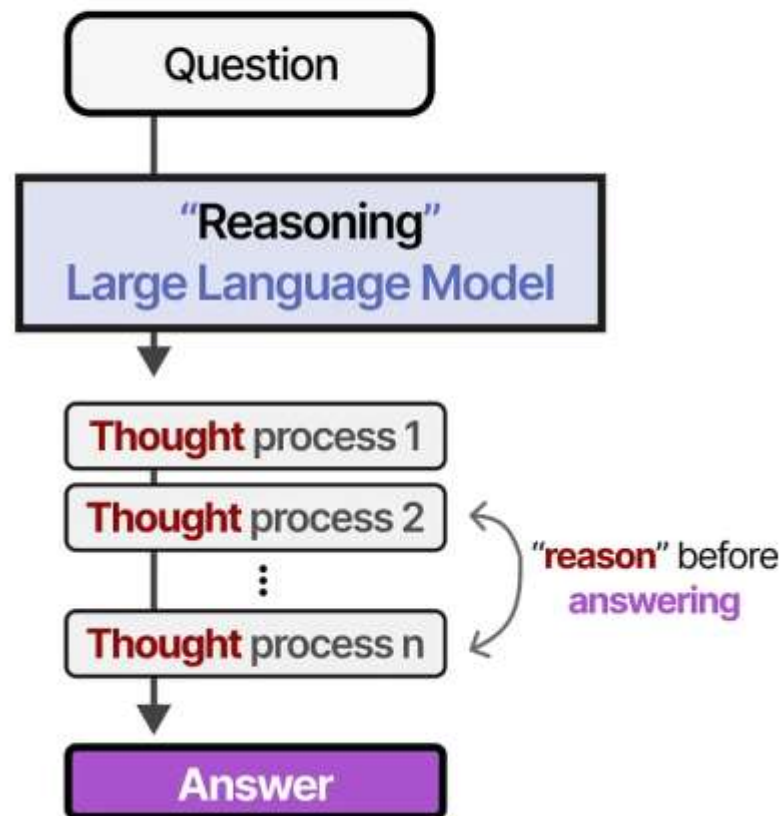 Question
“Reasoning”
Large Language Model
Thought process 1
Thought process 2
⋮
Thought process n
“reason” before
answering
Answer